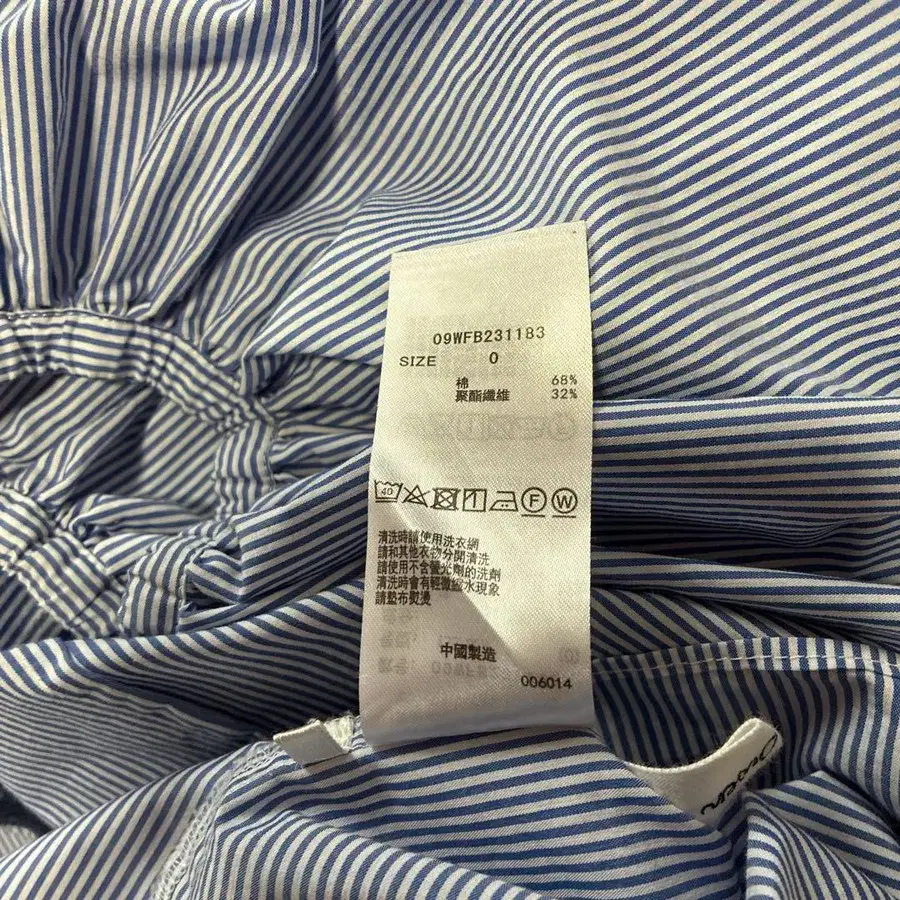 09WFB231183
SIZE 0
棉 68%
聚酯纖維 32%
40 F W
清洗時請使用洗衣網
請和其他衣物分開清洗
請使用不含螢光劑的洗劑
清洗時會有輕微掉水現象
請墊布熨燙
中國製造
006014